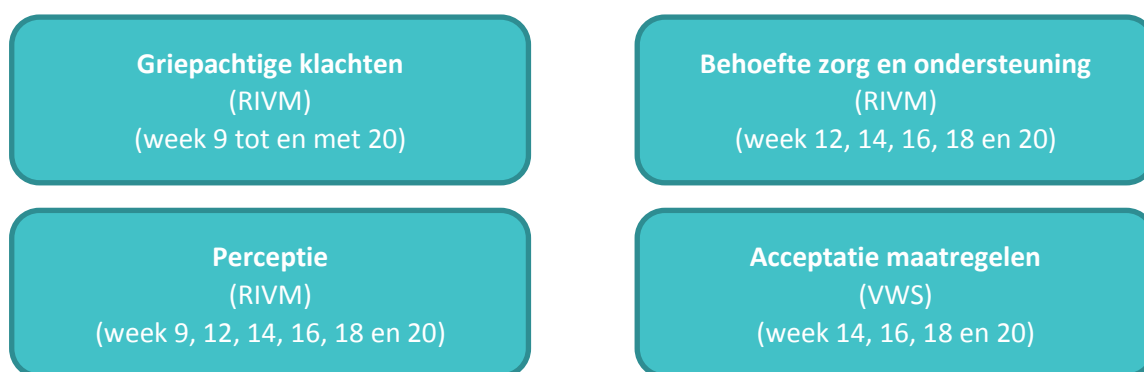 Griepachtige klachten
(RIVM)
(week 9 tot en met 20)
Behoefte zorg en ondersteuning
(RIVM)
(week 12, 14, 16, 18 en 20)
Perceptie
(RIVM)
(week 9, 12, 14, 16, 18 en 20)
Acceptatie maatregelen
(VWS)
(week 14, 16, 18 en 20)